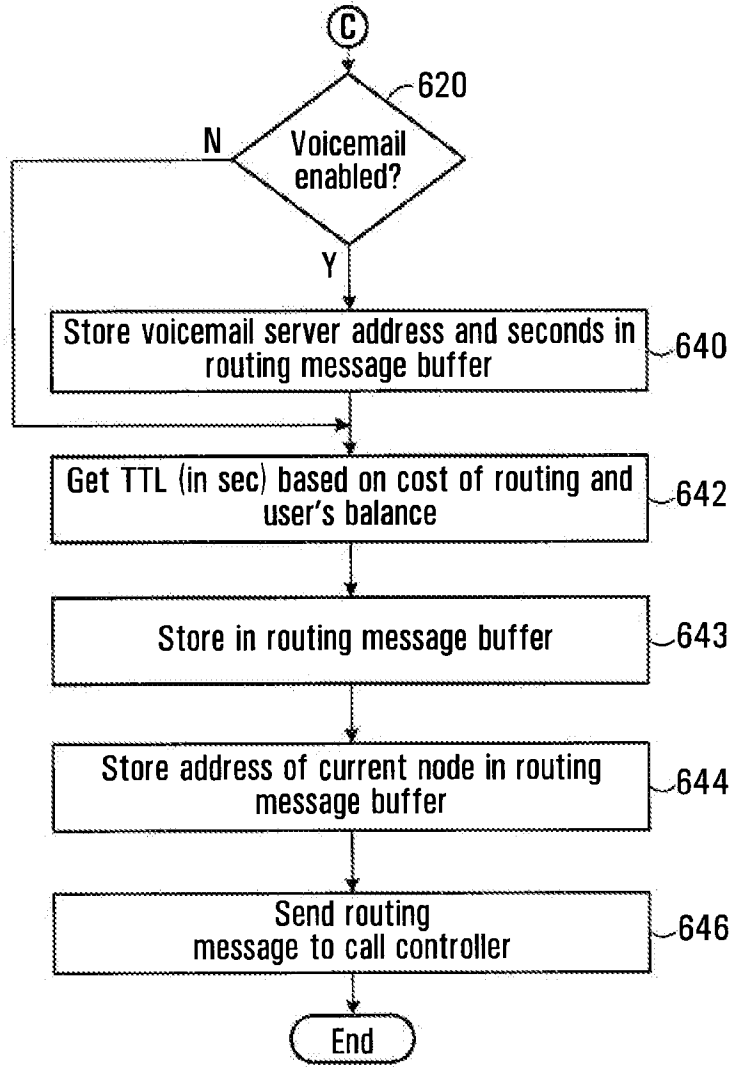 C
620
Voicemail
enabled?
N
Y
Store voicemail server address and seconds in
routing message buffer
640
Get TTL (in sec) based on cost of routing and
user's balance
642
Store in routing message buffer
643
Store address of current node in routing
message buffer
644
Send routing
message to call controller
646
End